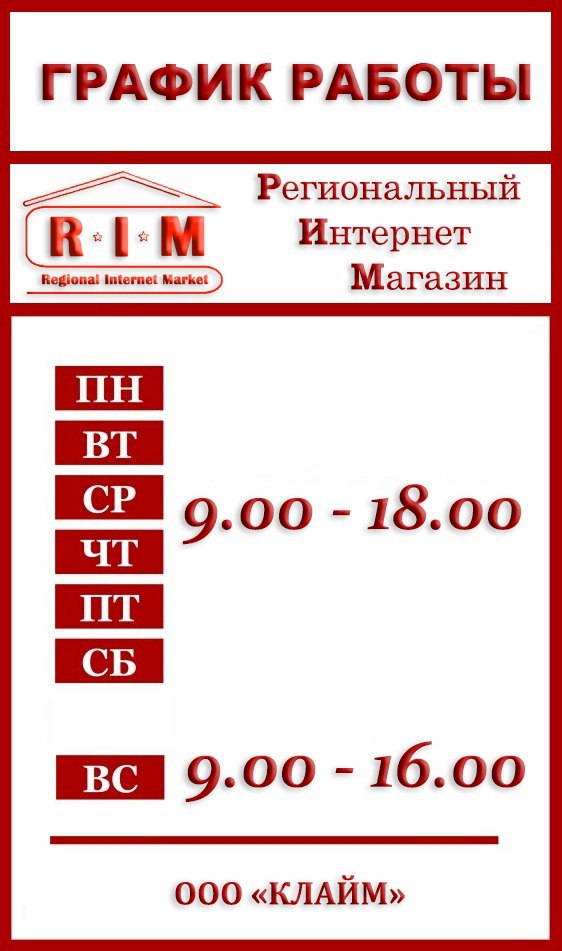 ГРАФИК РАБОТЫ
R ☆ I ☆ M
Regional Internet Market
Региональный
Интернет
Магазин
ПН
ВТ
СР
9.00 - 18.00
ЧТ
ПТ
СБ
ВС
9.00 - 16.00
ООО «КЛАЙМ»